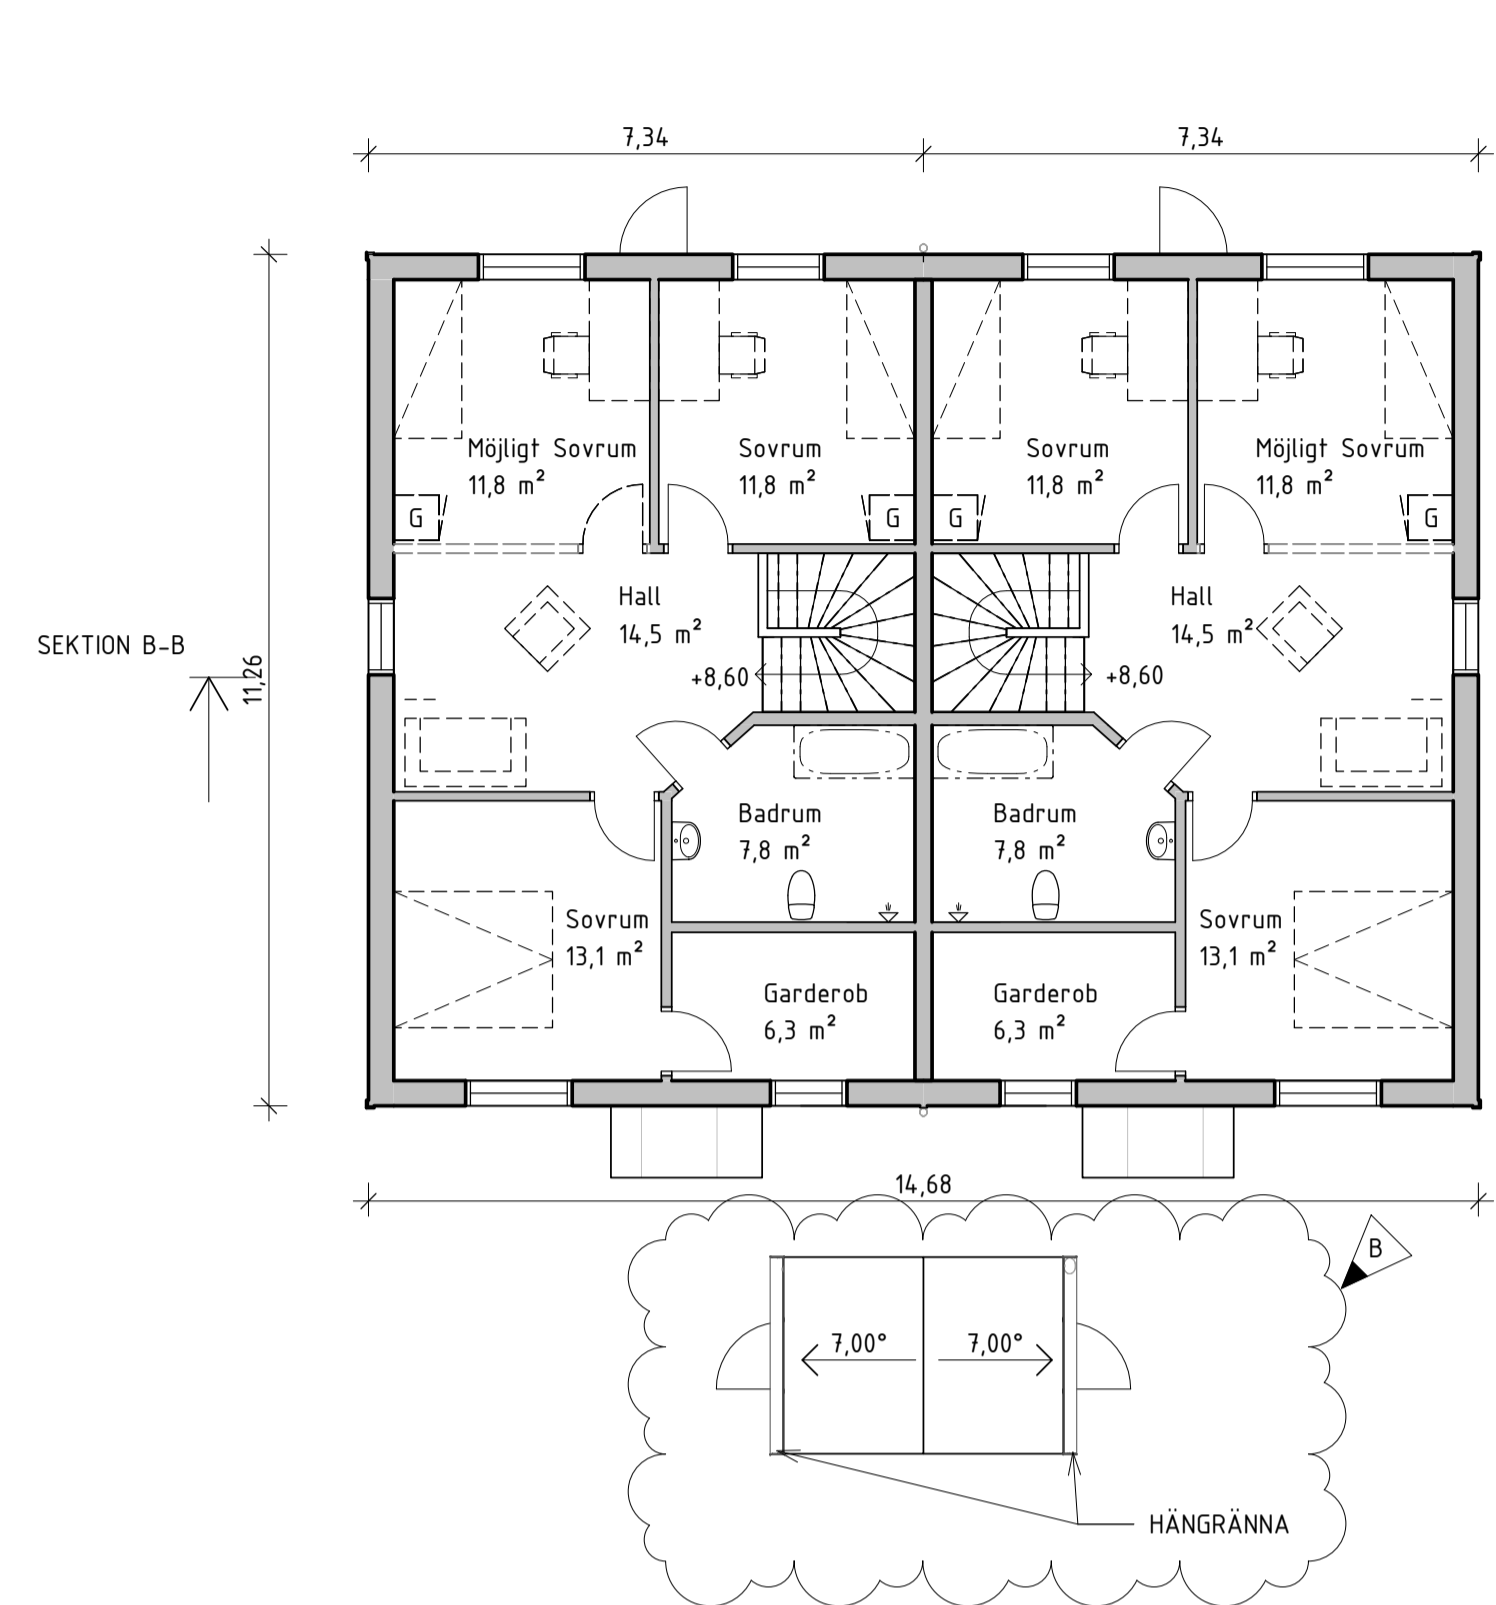 7,34
7,34
Möjligt Sovrum
11,8 m²
Sovrum
11,8 m²
Sovrum
11,8 m²
Möjligt Sovrum
11,8 m²
G
G
G
G
Hall
14,5 m²
+8,60
Hall
14,5 m²
+8,60
SEKTION B-B
11,26
Badrum
7,8 m²
Badrum
7,8 m²
Sovrum
13,1 m²
Sovrum
13,1 m²
Garderob
6,3 m²
Garderob
6,3 m²
14,68
B
7,00°
7,00°
HÄNGRÄNNA